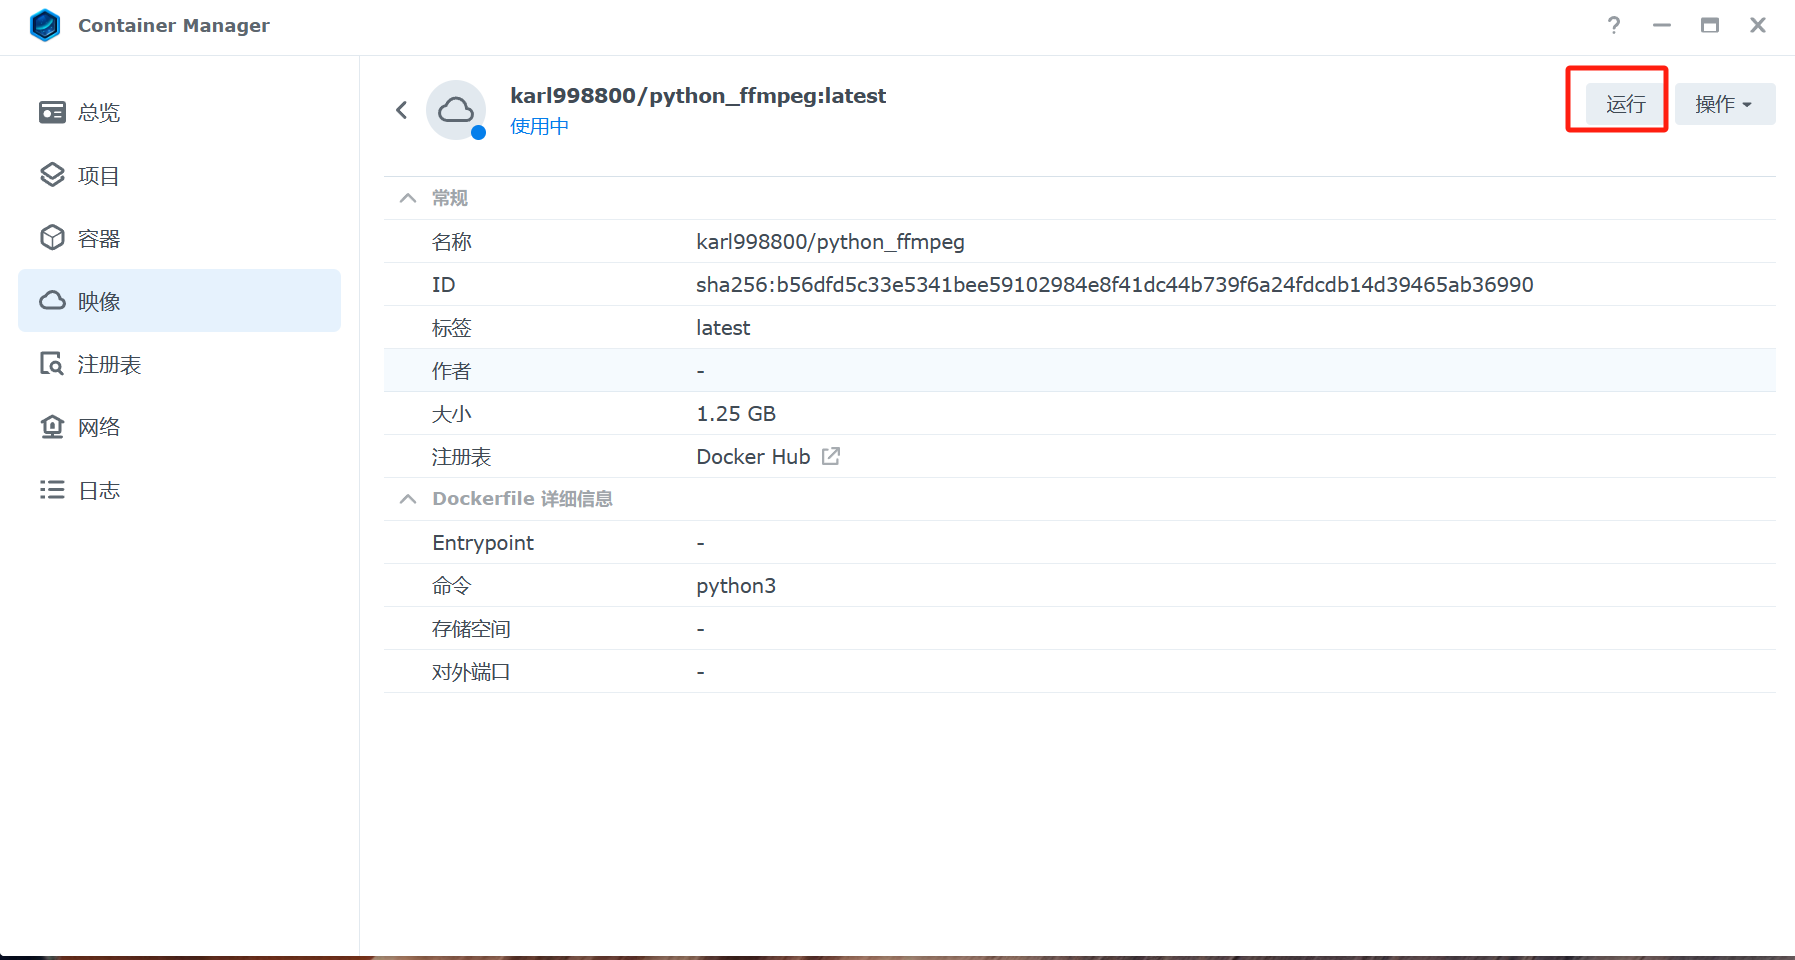 Container Manager
?
总览
项目
容器
映像
注册表
网络
日志
karl998800/python_ffmpeg:latest
使用中
运行
操作
常规
名称 karl998800/python_ffmpeg
ID sha256:b56dfd5c33e5341bee59102984e8f41dc44b739f6a24fdcdb14d39465ab36990
标签 latest
作者 -
大小 1.25 GB
注册表 Docker Hub
Dockerfile 详细信息
Entrypoint -
命令 python3
存储空间 -
对外端口 -